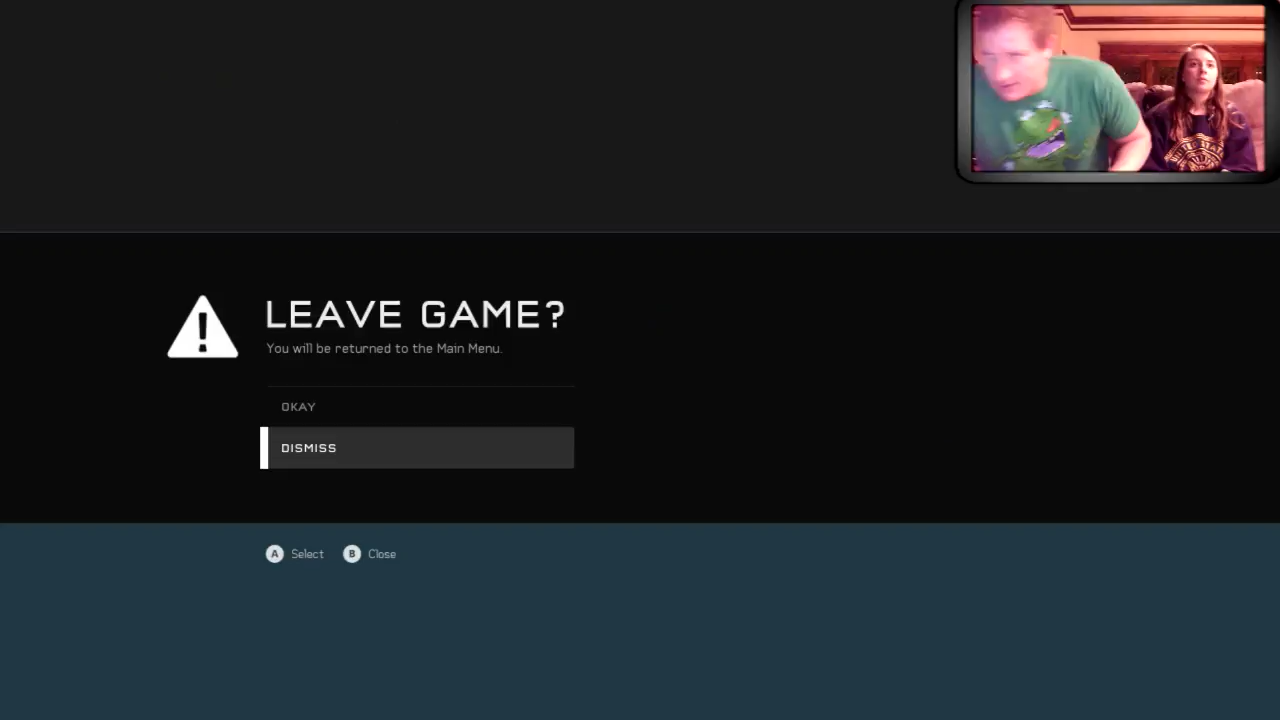 LEAVE GAME?
You will be returned to the Main Menu.
OKAY
DISMISS
A Select B Close